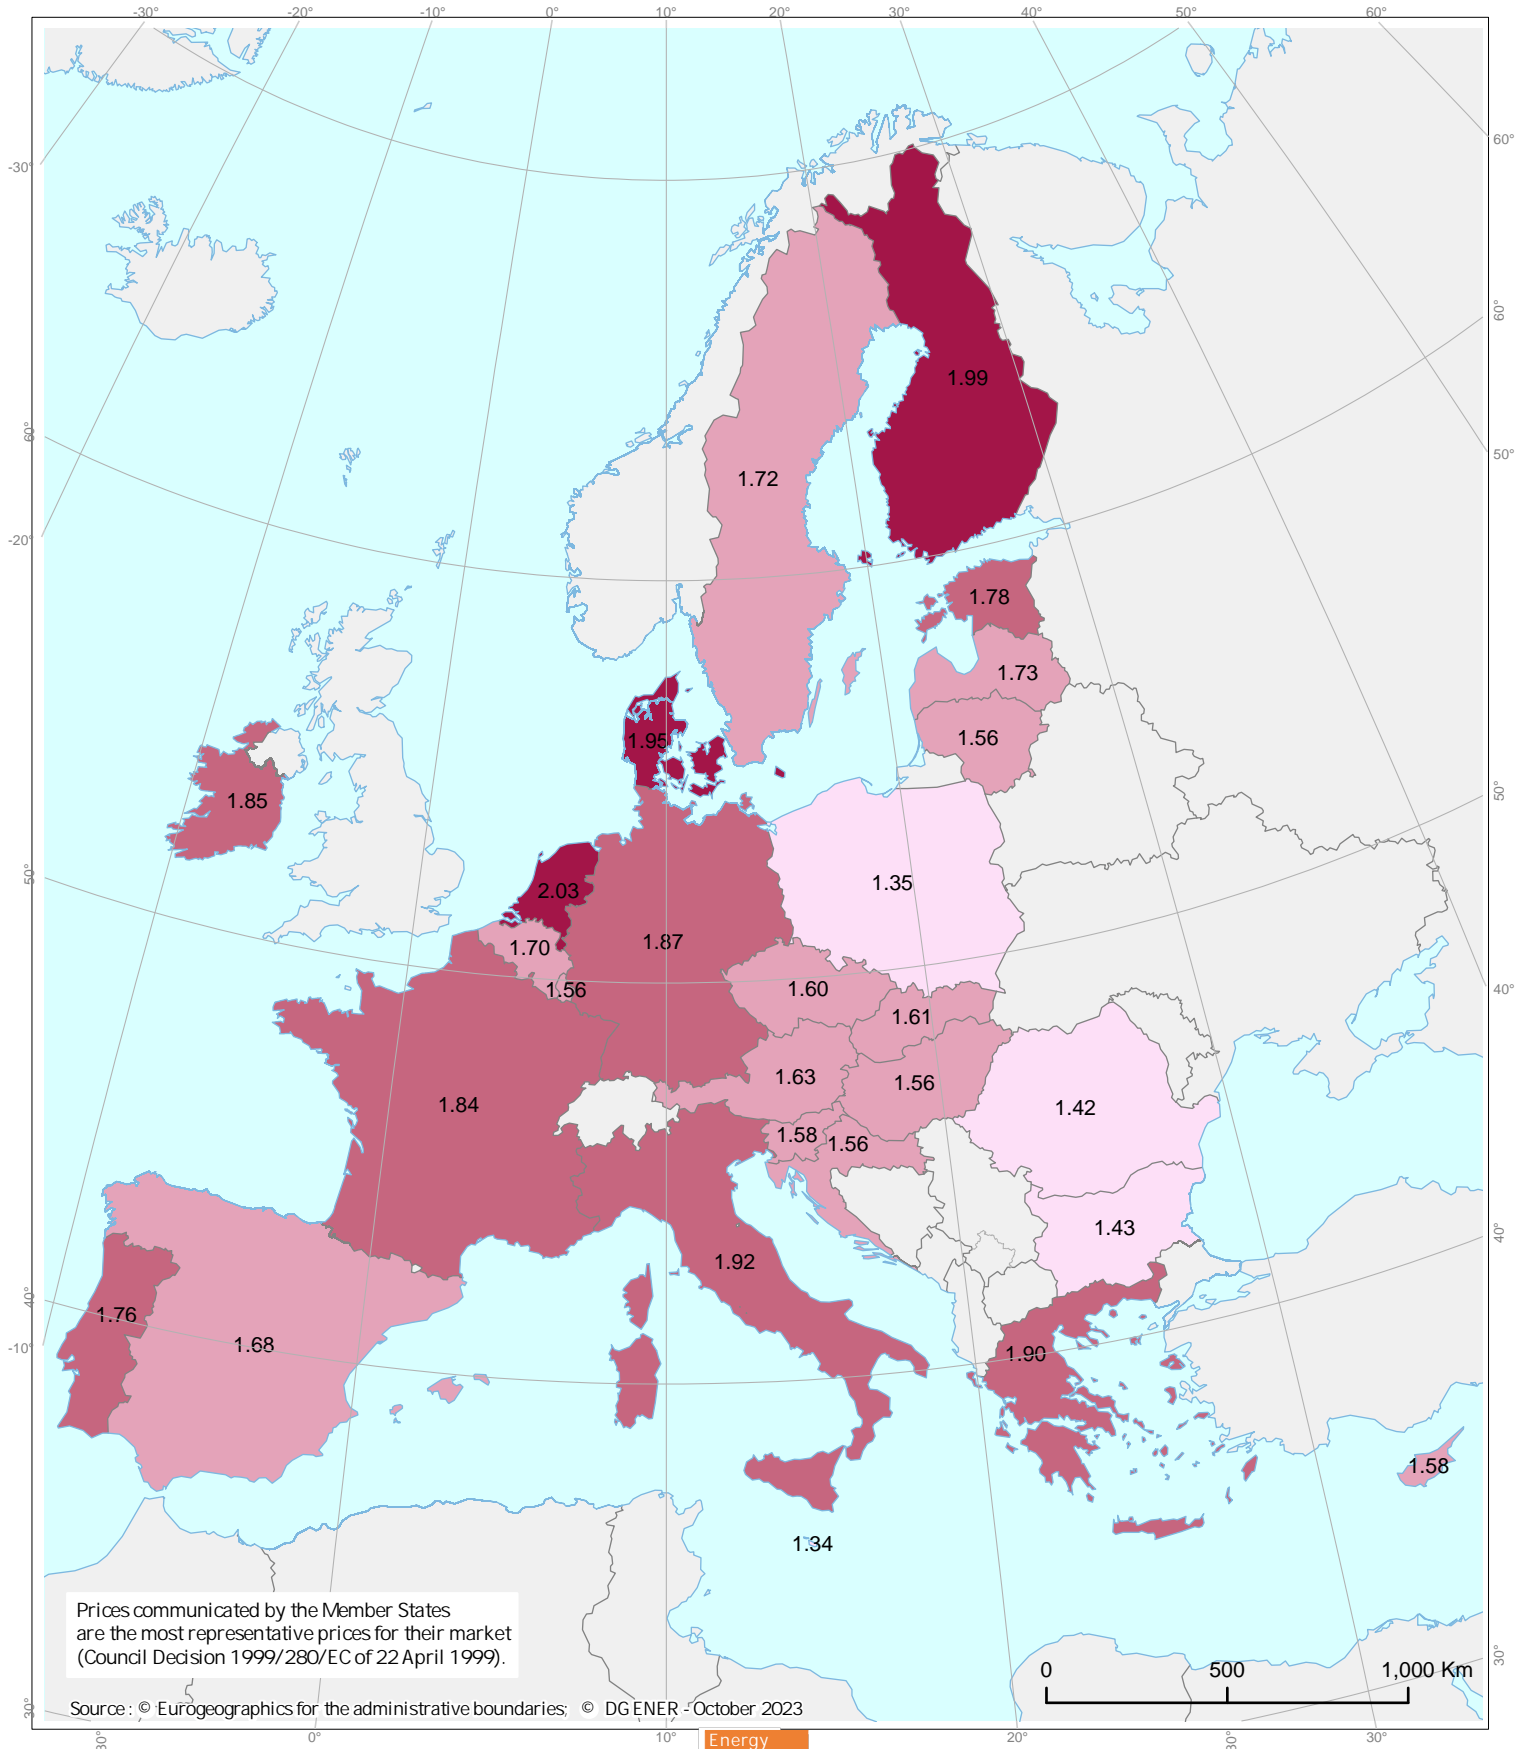 -30° -20° -10° 0° 10° 20° 30° 40° 50° 60°
-30° 60°
60°
60° 50°
-20°
1.99
1.72
1.78
1.73
1.56
1.95
1.85 50°
50° 2.03 1.35
1.70 1.87
1.56 1.60 40°
1.61
1.63 1.56
1.84 1.42
1.58 1.56
1.43 40°
1.92
40° 1.76
-10° 1.68 1.90
1.58
1.34
Prices communicated by the Member States
are the most representative prices for their market
(Council Decision 1999/280/EC of 22 April 1999).
0 500 1,000 Km 30°
Source : © Eurogeographics for the administrative boundaries; © DG ENER - October 2023
30°
30° 0° 10° 20° 30° 30°
Energy